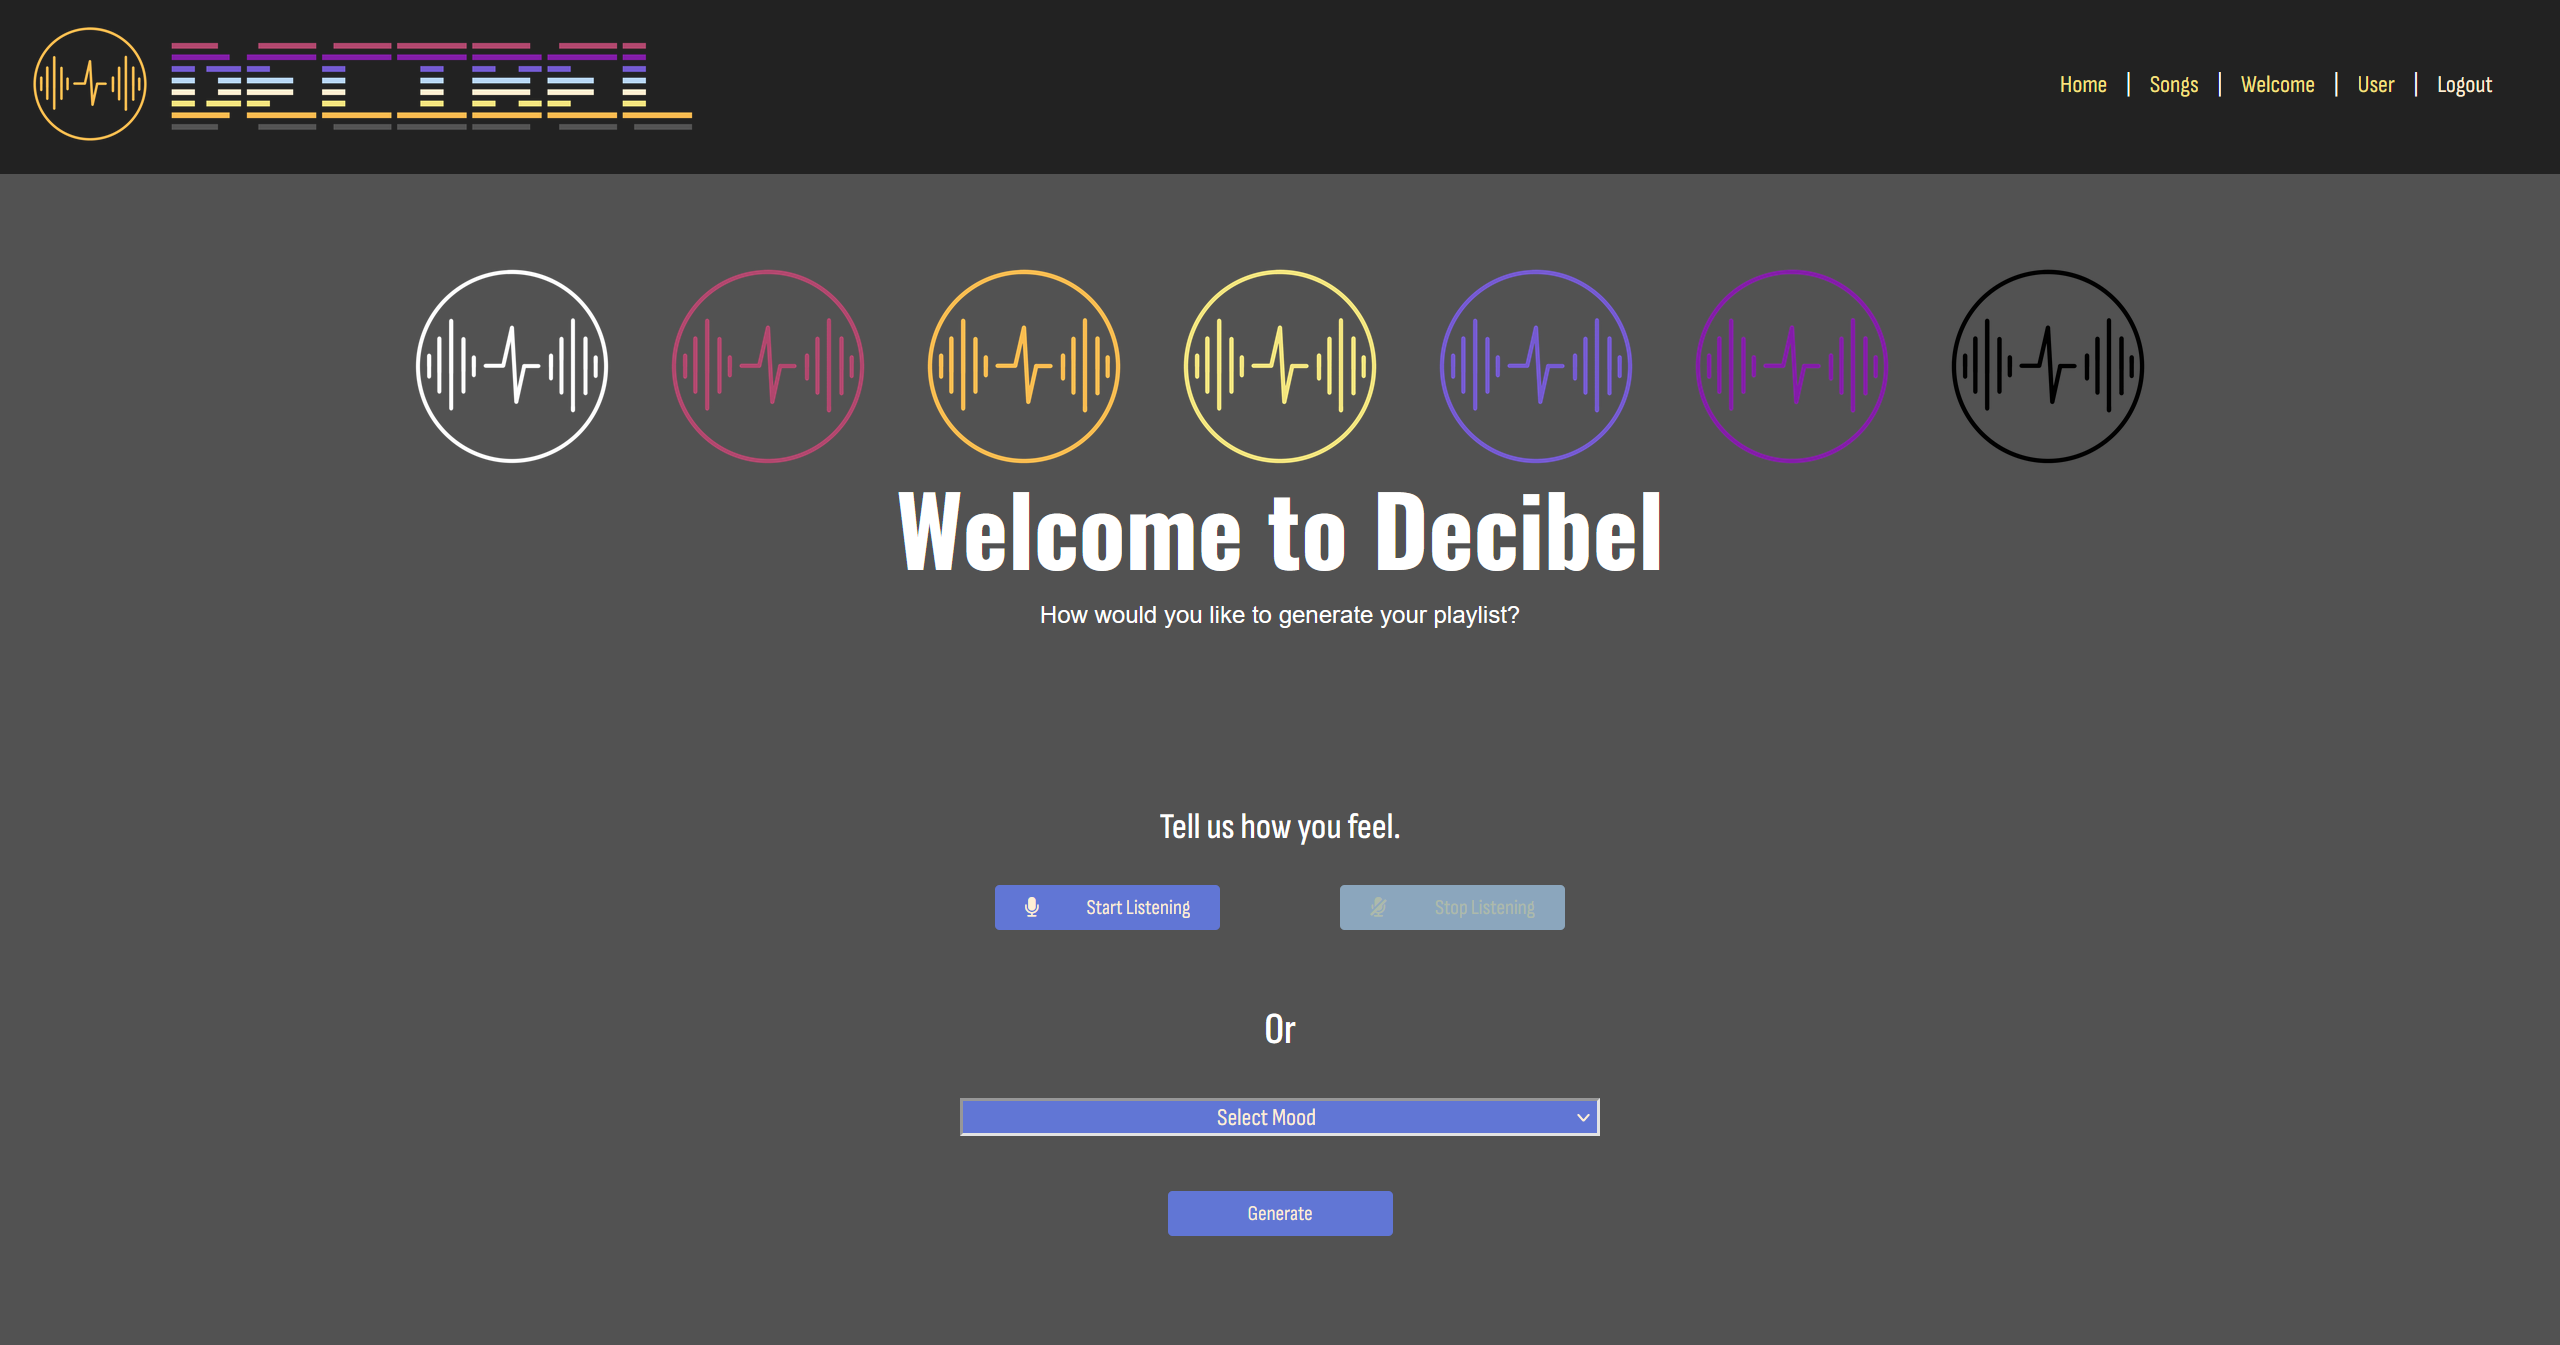 DECIBEL
Home | Songs | Welcome | User | Logout
Welcome to Decibel
How would you like to generate your playlist?
Tell us how you feel.
Start Listening
Stop Listening
Or
Select Mood
Generate